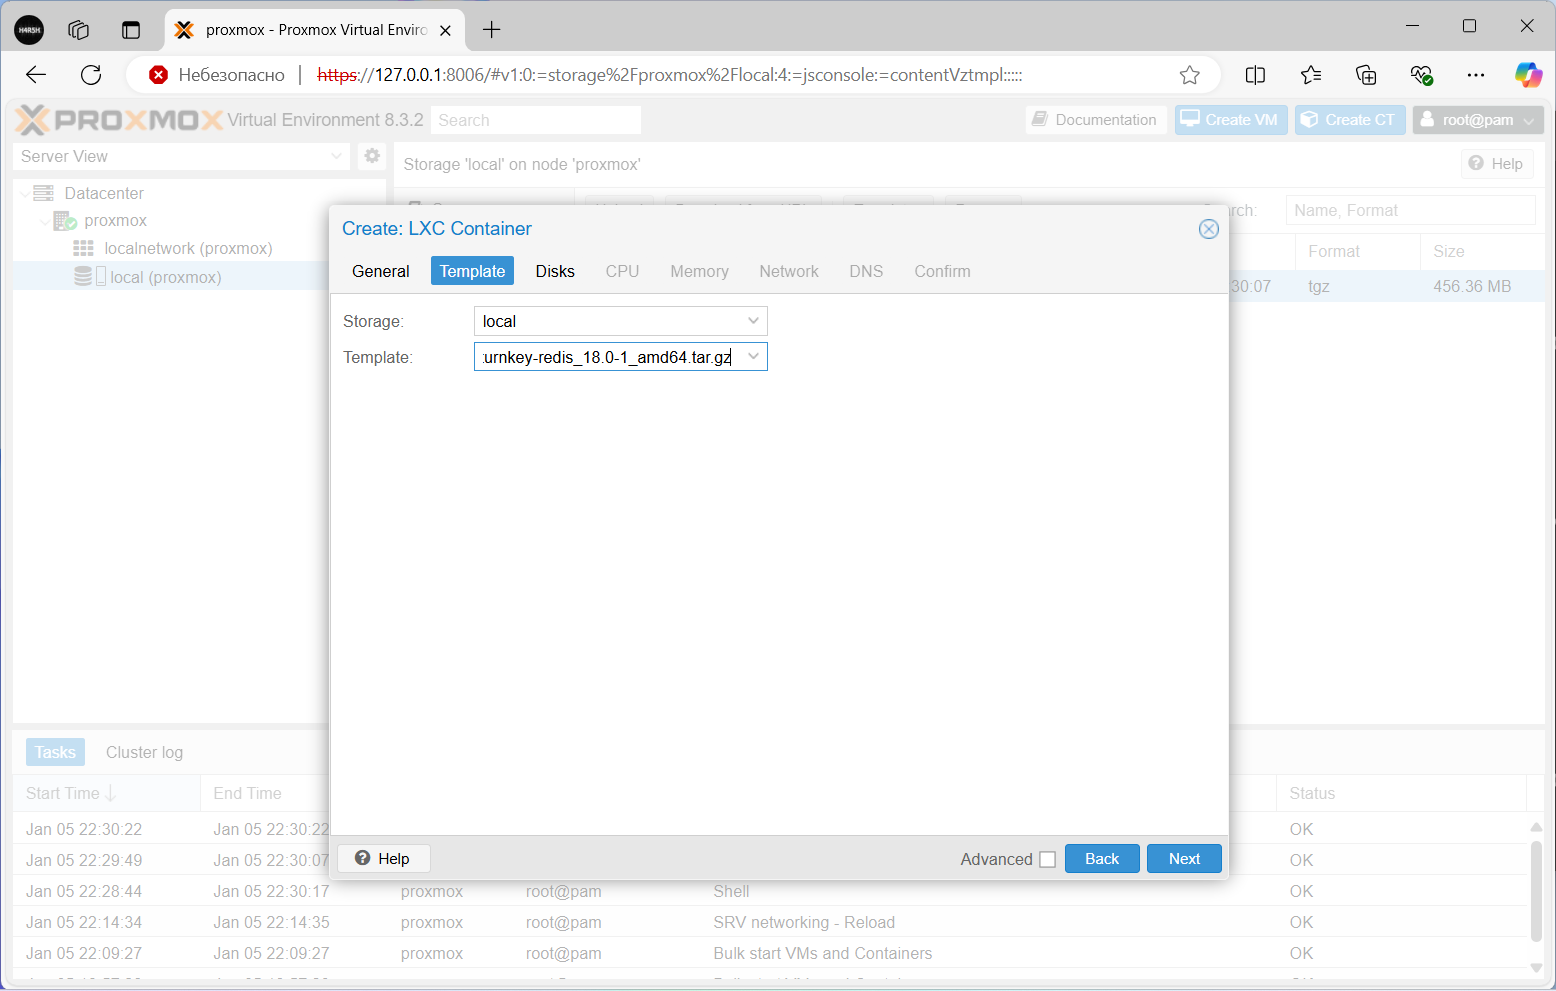 H4R5H
proxmox - Proxmox Virtual Enviro
Небезопасно
https://127.0.0.1:8006/#v1:0:=storage%2Fproxmox%2Flocal:4:=jsconsole:=contentVztmpl:::::
PROXMOX Virtual Environment 8.3.2
Search
Documentation
Create VM
Create CT
root@pam
Server View
Storage 'local' on node 'proxmox'
Help
Datacenter
proxmox
localnetwork (proxmox)
local (proxmox)
Name, Format
Format
Size
30:07
tgz
456.36 MB
Create: LXC Container
General
Template
Disks
CPU
Memory
Network
DNS
Confirm
Storage:
local
Template:
urnkey-redis_18.0-1_amd64.tar.gz
Help
Advanced
Back
Next
Tasks
Cluster log
Start Time
End Time
Status
Jan 05 22:30:22 Jan 05 22:30:22 OK
Jan 05 22:29:49 Jan 05 22:30:07 OK
Jan 05 22:28:44 Jan 05 22:30:17 proxmox root@pam Shell OK
Jan 05 22:14:34 Jan 05 22:14:35 proxmox root@pam SRV networking - Reload OK
Jan 05 22:09:27 Jan 05 22:09:27 proxmox root@pam Bulk start VMs and Containers OK